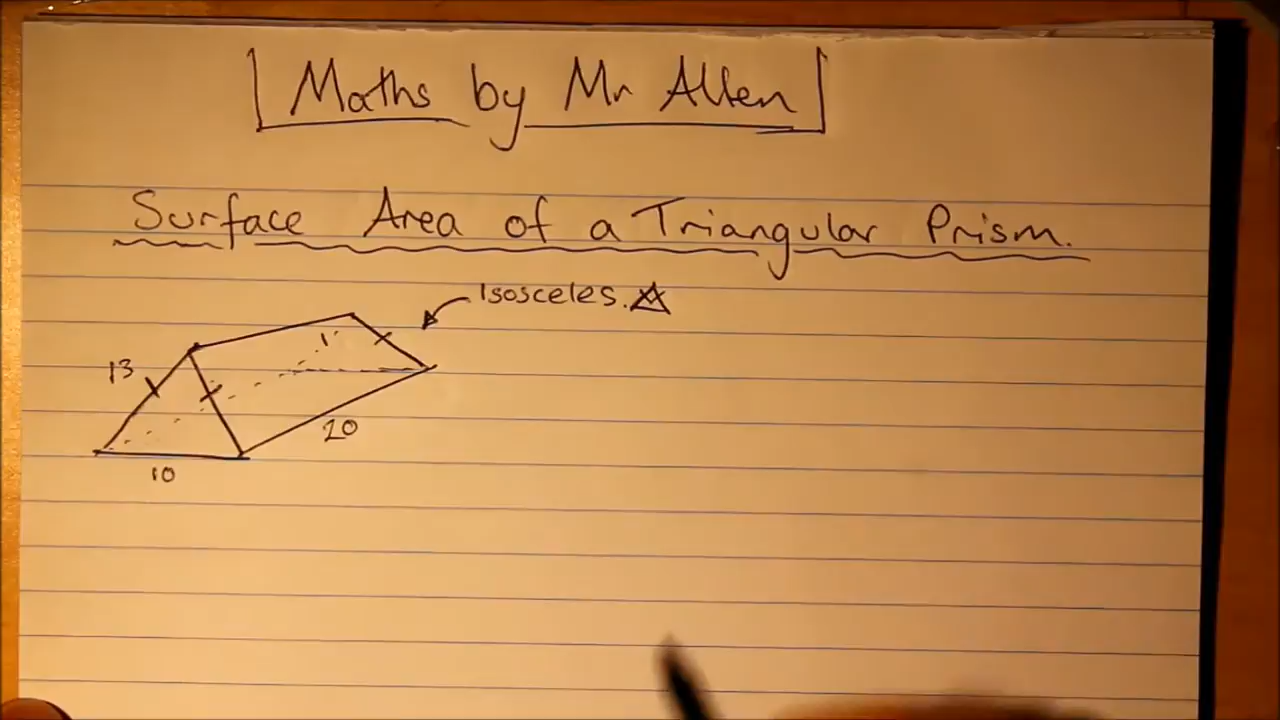 Maths by Mr Allen
Surface Area of a Triangular Prism.
Isosceles.
13
20
10